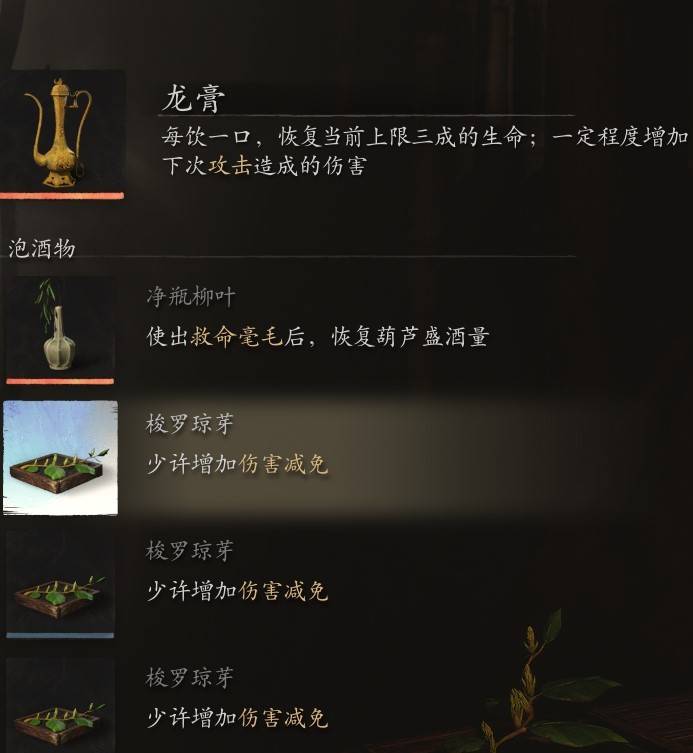 龙膏
每饮一口，恢复当前上限三成的生命；一定程度增加
下次攻击造成的伤害
泡酒物
净瓶柳叶
使出救命毫毛后，恢复葫芦盛酒量
梭罗琼芽
少许增加伤害减免
梭罗琼芽
少许增加伤害减免
梭罗琼芽
少许增加伤害减免